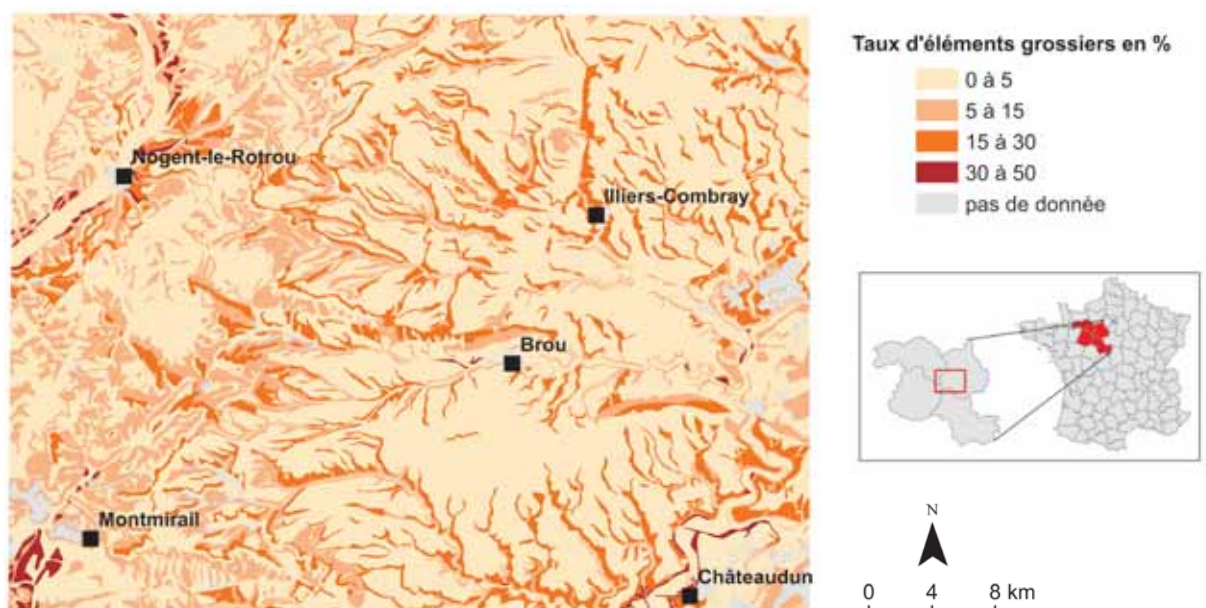 Taux d'éléments grossiers en %
0 à 5
5 à 15
15 à 30
30 à 50
pas de donnée
Nogent-le-Rotrou
Illiers-Combray
Brou
Montmirail
Châteaudun
N
0 4 8 km